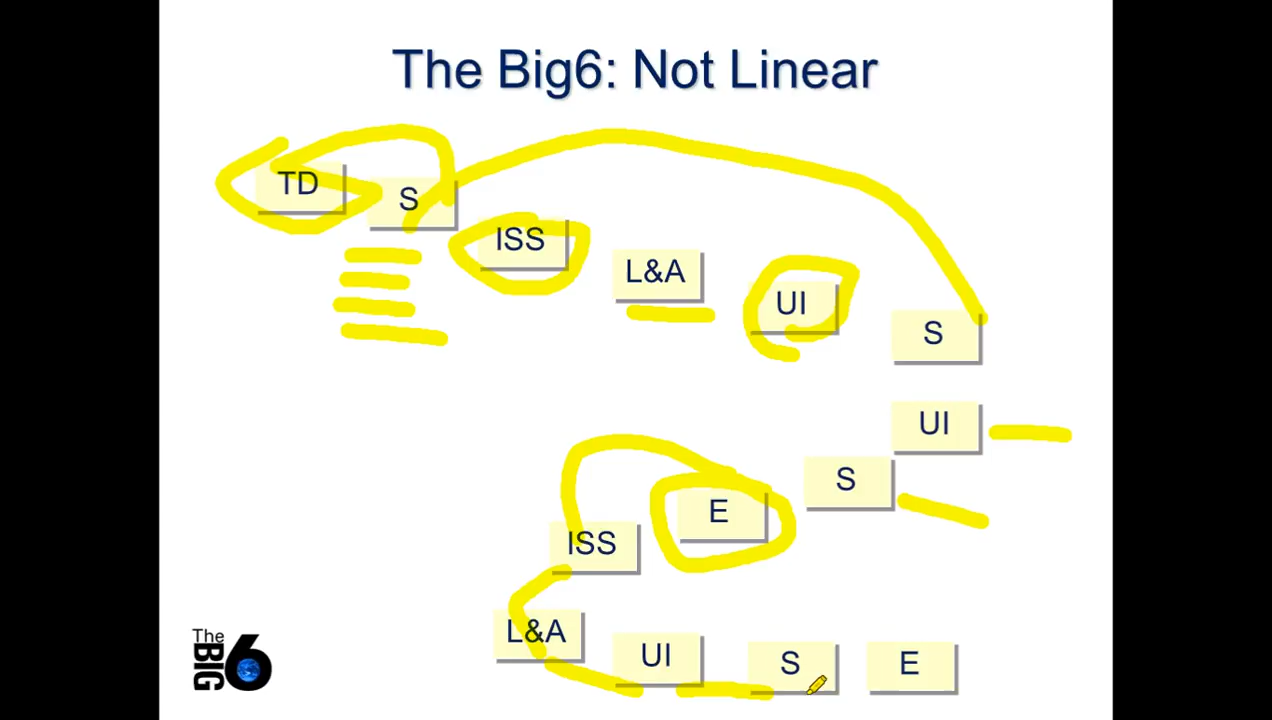 The Big6: Not Linear
TD
S
ISS
L&A
UI
S
UI
S
E
ISS
L&A
UI
S
E
The
BIG
6